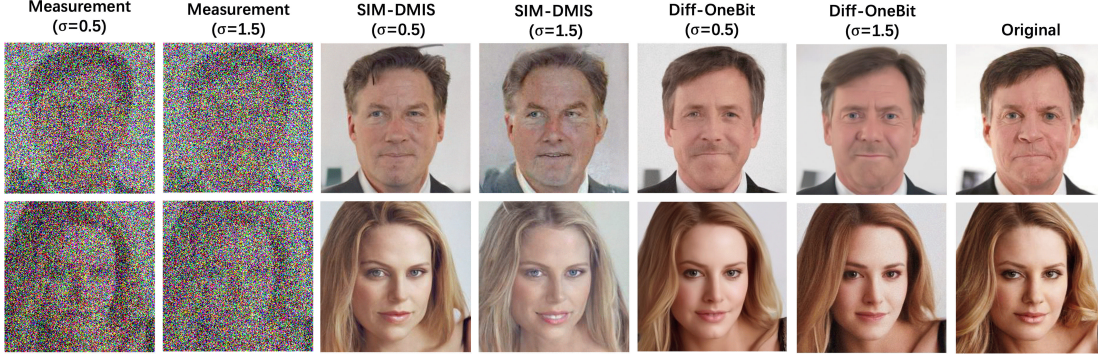 Measurement
(σ=0.5)
Measurement
(σ=1.5)
SIM-DMIS
(σ=0.5)
SIM-DMIS
(σ=1.5)
Diff-OneBit
(σ=0.5)
Diff-OneBit
(σ=1.5)
Original